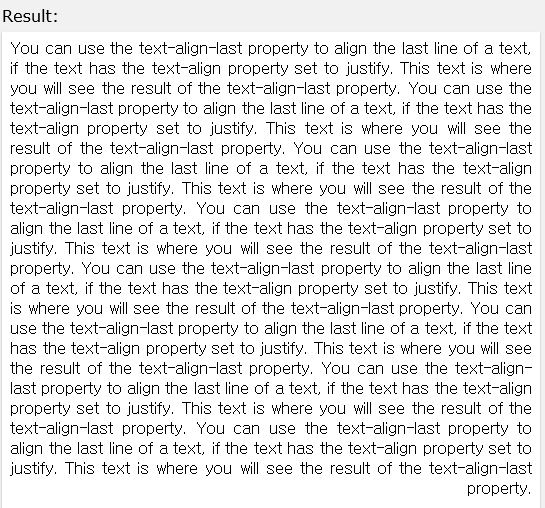 Result:
You can use the text-align-last property to align the last line of a text,
if the text has the text-align property set to justify. This text is where
you will see the result of the text-align-last property. You can use the
text-align-last property to align the last line of a text, if the text has the
text-align property set to justify. This text is where you will see the
result of the text-align-last property. You can use the text-align-last
property to align the last line of a text, if the text has the text-align
property set to justify. This text is where you will see the result of the
text-align-last property. You can use the text-align-last property to
align the last line of a text, if the text has the text-align property set to
justify. This text is where you will see the result of the text-align-last
property. You can use the text-align-last property to align the last line
of a text, if the text has the text-align property set to justify. This text
is where you will see the result of the text-align-last property. You can
use the text-align-last property to align the last line of a text, if the text
has the text-align property set to justify. This text is where you will see
the result of the text-align-last property. You can use the text-align-
last property to align the last line of a text, if the text has the text-align
property set to justify. This text is where you will see the result of the
text-align-last property. You can use the text-align-last property to
align the last line of a text, if the text has the text-align property set to
justify. This text is where you will see the result of the text-align-last
property.